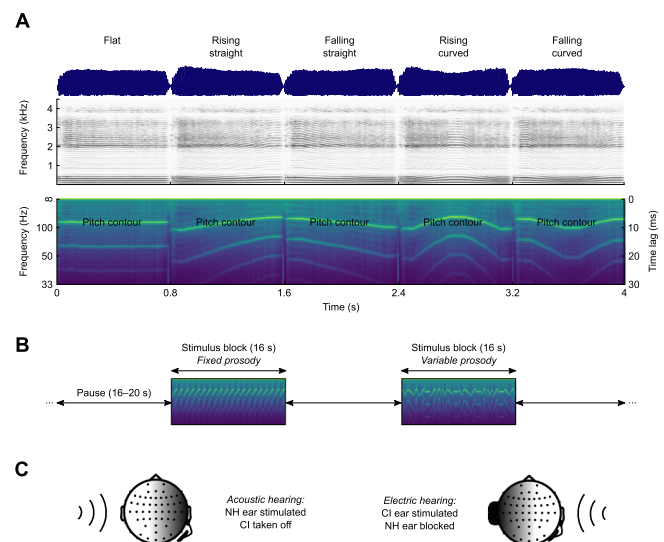 A
Flat
Rising
straight
Falling
straight
Rising
curved
Falling
curved
Frequency (kHz)
4
3
2
1
Frequency (Hz)
∞
100
50
33
Pitch contour
Pitch contour
Pitch contour
Pitch contour
Pitch contour
0
10
20
30
Time lag (ms)
0
0.8
1.6
2.4
3.2
4
Time (s)
B
Stimulus block (16 s)
Fixed prosody
Stimulus block (16 s)
Variable prosody
...
Pause (16–20 s)
...
C
Acoustic hearing:
NH ear stimulated
CI taken off
Electric hearing:
CI ear stimulated
NH ear blocked